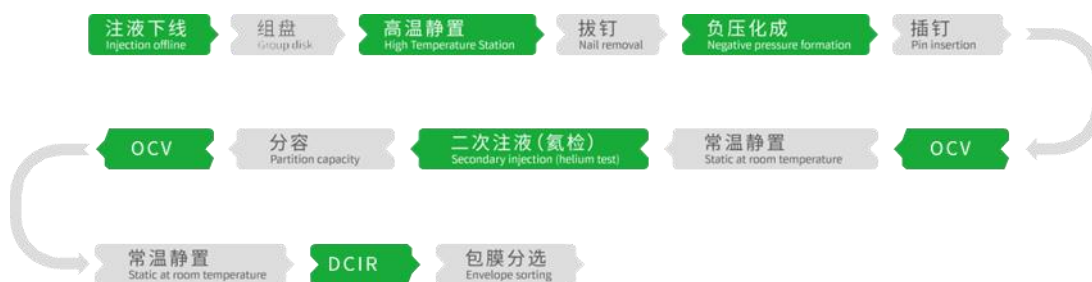 注液下线
Injection offline
组盘
Group disk
高温静置
High Temperature Station
拔钉
Nail removal
负压化成
Negative pressure formation
插钉
Pin insertion
OCV
分容
Partition capacity
二次注液(氦检)
Secondary injection (helium test)
常温静置
Static at room temperature
OCV
常温静置
Static at room temperature
DCIR
包膜分选
Envelope sorting